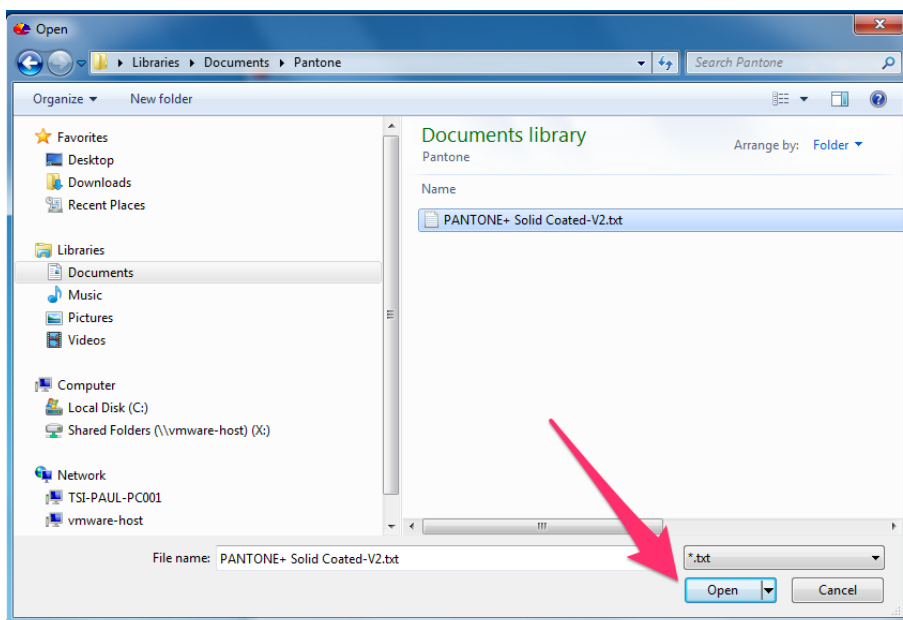 Open
Libraries Documents Pantone
Search Pantone
Organize New folder
Favorites
Desktop
Downloads
Recent Places
Libraries
Documents
Music
Pictures
Videos
Computer
Local Disk (C:)
Shared Folders (\\vmware-host) (X:)
Network
TSI-PAUL-PC001
vmware-host
Documents library
Pantone
Arrange by: Folder
Name
PANTONE+ Solid Coated-V2.txt
File name: PANTONE+ Solid Coated-V2.txt
*.txt
Open Cancel